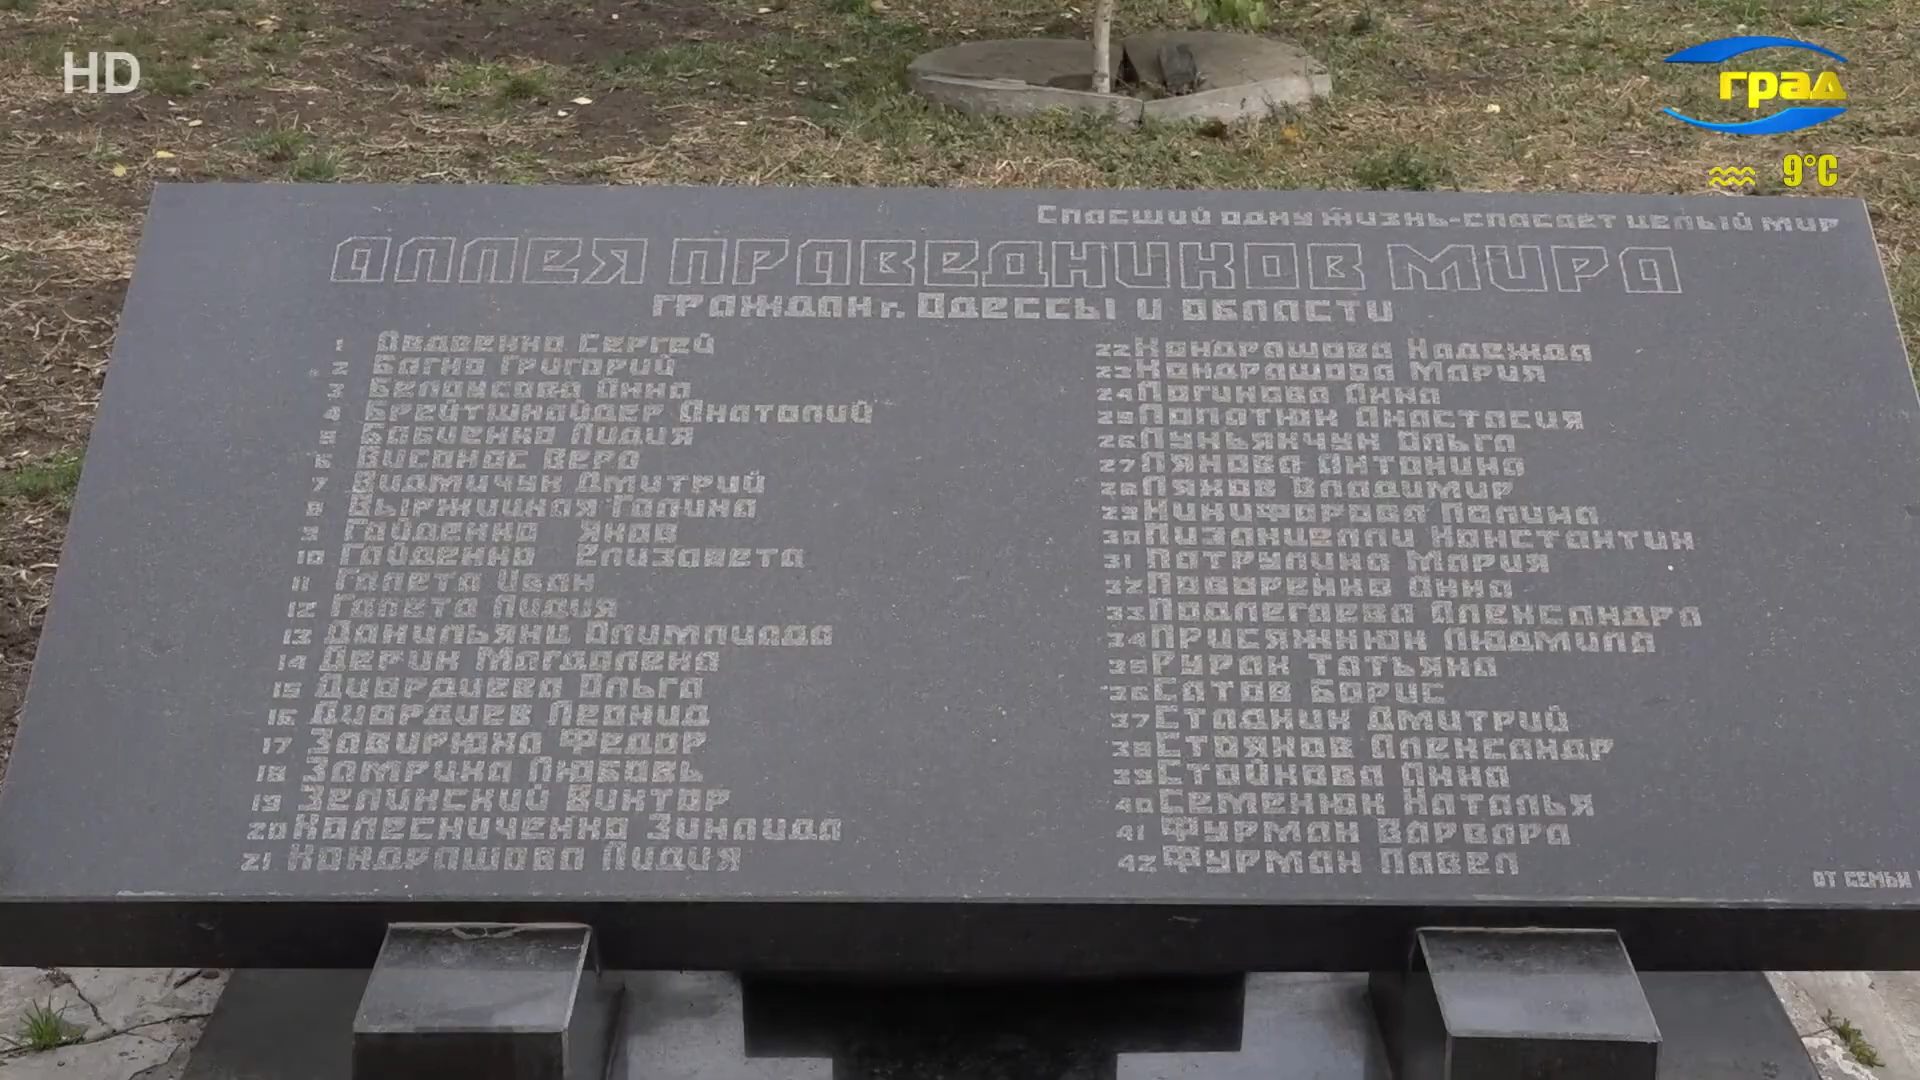 HD
град
9°C
Спасший одну жизнь-спасает целый мир
Аллея Праведников Мира
граждан г. Одессы и области
1 Авдеенко Сергей
2 Багно Григорий
3 Белоусова Анна
4 Брейтшнайдер Анатолий
5 Бабиенко Лидия
6 Висонос Вера
7 Видмичук Дмитрий
8 Выржицкая Галина
9 Гайденко Яков
10 Гайденко Елизавета
11 Галета Иван
12 Галета Лидия
13 Данильянц Олимпиада
14 Дерик Магдалена
15 Диордиева Ольга
16 Диордиев Леонид
17 Завирюха Федор
18 Замриха Любовь
19 Зелинский Виктор
20 Колесниченко Зинаида
21 Кондрашова Лидия
22 Кондрашова Надежда
23 Кондрашова Мария
24 Логинова Анна
25 Лопатюк Анастасия
26 Луньякчук Ольга
27 Ляхова Антонина
28 Ляхов Владимир
29 Никифорова Полина
30 Пизанцелли Константин
31 Патрулина Мария
32 Поворенко Анна
33 Подлегаева Александра
34 Присяжнюк Людмила
35 Рурак Татьяна
36 Сатов Борис
37 Стадник Дмитрий
38 Стояков Александр
39 Стойкова Анна
40 Семенюк Наталья
41 Фурман Варвара
42 Фурман Павел
от семьи